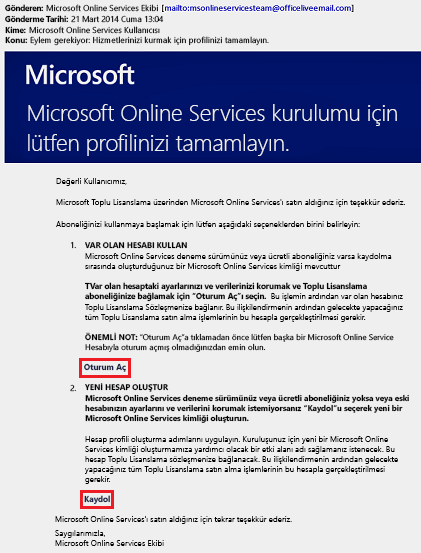 Gönderen: Microsoft Online Services Ekibi [mailto:msonlineservicesteam@officeliveemail.com]
Gönderme Tarihi: 21 Mart 2014 Cuma 13:04
Kime: Microsoft Online Services Kullanıcısı
Konu: Eylem gerekiyor: Hizmetlerinizi kurmak için profilinizi tamamlayın.
Microsoft
Microsoft Online Services kurulumu için
lütfen profilinizi tamamlayın.
Değerli Kullanıcımız,
Microsoft Toplu Lisanslama üzerinden Microsoft Online Services'ı satın aldığınız için teşekkür ederiz.
Aboneliğinizi kullanmaya başlamak için lütfen aşağıdaki seçeneklerden birini belirleyin:
1. VAR OLAN HESABI KULLAN
Microsoft Online Services deneme sürümünüz veya ücretli aboneliğiniz varsa kaydolma
sırasında oluşturduğunuz bir Microsoft Online Services kimliği mevcuttur
TVar olan hesaptaki ayarlarınızı ve verilerinizi korumak ve Toplu Lisanslama
aboneliğinize bağlamak için "Oturum Aç"ı seçin. Bu işlemin ardından var olan hesabınız
Toplu Lisanslama Sözleşmenize bağlanır. Bu ilişkilendirmenin ardından gelecekte yapacağınız
tüm Toplu Lisanslama satın alma işlemlerinin bu hesapla gerçekleştirilmesi gerekir.
ÖNEMLİ NOT: "Oturum Aç"a tıklamadan önce lütfen başka bir Microsoft Online Service
Hesabıyla oturum açmış olmadığınızdan emin olun.
Oturum Aç
2. YENİ HESAP OLUŞTUR
Microsoft Online Services deneme sürümünüz veya ücretli aboneliğiniz yoksa veya eski
hesabınızın ayarlarını ve verilerini korumak istemiyorsanız "Kaydol"u seçerek yeni bir
Microsoft Online Services kimliği oluşturun.
Hesap profili oluşturma adımlarını uygulayın. Kuruluşunuz için yeni bir Microsoft Online
Services kimliği oluşturmamıza yardımcı olacak bir etki alanı adı sağlamanız istenecek. Bu
hesap Toplu Lisanslama sözleşmenize bağlanacak. Bu ilişkilendirmenin ardından gelecekte
yapacağınız tüm Toplu Lisanslama satın alma işlemlerinin bu hesapla gerçekleştirilmesi
gerekir.
Kaydol
Microsoft Online Services'ı satın aldığınız için tekrar teşekkür ederiz.
Saygılarımızla,
Microsoft Online Services Ekibi